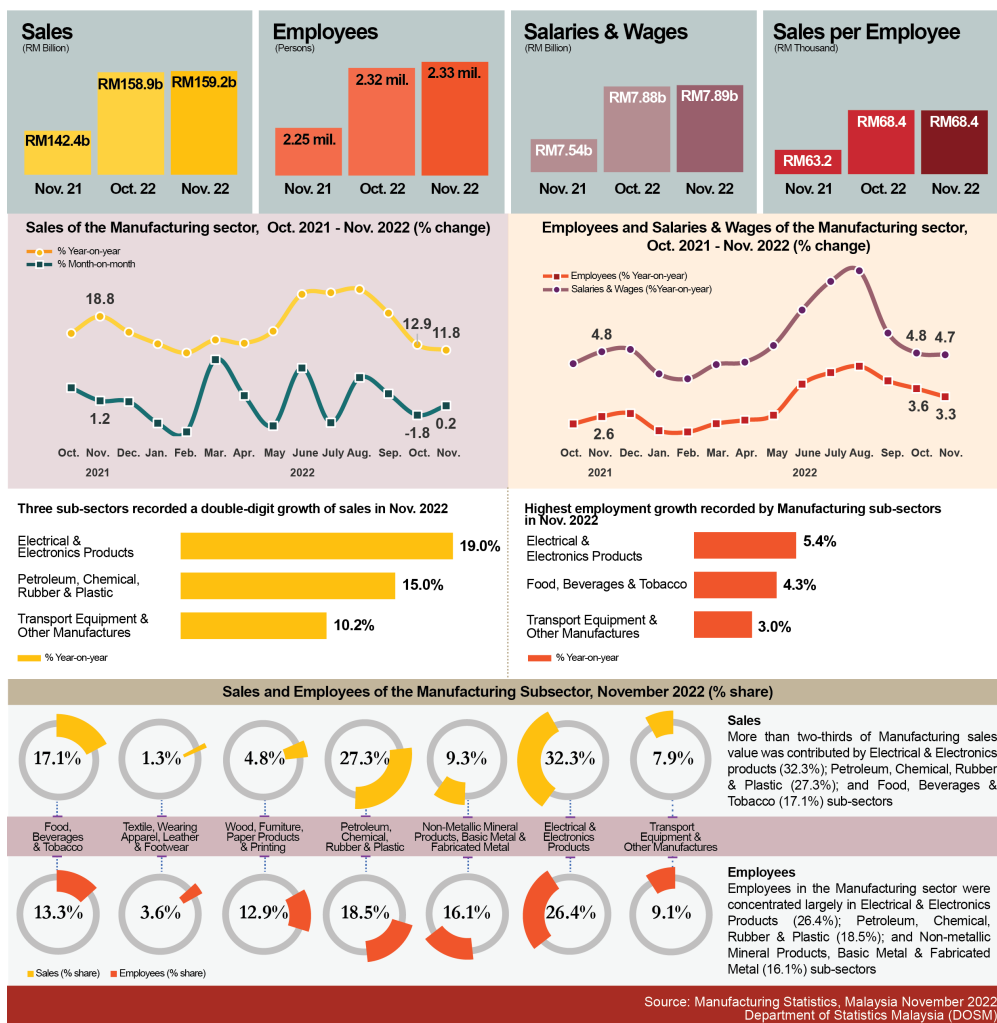 Sales
(RM Billion)
RM142.4b
RM158.9b
RM159.2b
Nov. 21
Oct. 22
Nov. 22
Employees
(Persons)
2.25 mil.
2.32 mil.
2.33 mil.
Nov. 21
Oct. 22
Nov. 22
Salaries & Wages
(RM Billion)
RM7.54b
RM7.88b
RM7.89b
Nov. 21
Oct. 22
Nov. 22
Sales per Employee
(RM Thousand)
RM63.2
RM68.4
RM68.4
Nov. 21
Oct. 22
Nov. 22
Sales of the Manufacturing sector, Oct. 2021 - Nov. 2022 (% change)
% Year-on-year
% Month-on-month
18.8
12.9
11.8
1.2
-1.8
0.2
Oct. Nov. Dec. Jan. Feb. Mar. Apr. May June July Aug. Sep. Oct. Nov.
2021 2022
Employees and Salaries & Wages of the Manufacturing sector,
Oct. 2021 - Nov. 2022 (% change)
Employees (% Year-on-year)
Salaries & Wages (%Year-on-year)
4.8
4.8
4.7
2.6
3.6
3.3
Oct. Nov. Dec. Jan. Feb. Mar. Apr. May June July Aug. Sep. Oct. Nov.
2021 2022
Three sub-sectors recorded a double-digit growth of sales in Nov. 2022
Electrical &
Electronics Products
19.0%
Petroleum, Chemical,
Rubber & Plastic
15.0%
Transport Equipment &
Other Manufactures
10.2%
% Year-on-year
Highest employment growth recorded by Manufacturing sub-sectors
in Nov. 2022
Electrical &
Electronics Products
5.4%
Food, Beverages & Tobacco
4.3%
Transport Equipment &
Other Manufactures
3.0%
% Year-on-year
Sales and Employees of the Manufacturing Subsector, November 2022 (% share)
17.1%
1.3%
4.8%
27.3%
9.3%
32.3%
7.9%
Sales
More than two-thirds of Manufacturing sales
value was contributed by Electrical & Electronics
products (32.3%); Petroleum, Chemical, Rubber
& Plastic (27.3%); and Food, Beverages &
Tobacco (17.1%) sub-sectors
Food,
Beverages
& Tobacco
Textile, Wearing
Apparel, Leather
& Footwear
Wood, Furniture,
Paper Products
& Printing
Petroleum,
Chemical,
Rubber & Plastic
Non-Metallic Mineral
Products, Basic Metal &
Fabricated Metal
Electrical &
Electronics
Products
Transport
Equipment &
Other Manufactures
13.3%
3.6%
12.9%
18.5%
16.1%
26.4%
9.1%
Employees
Employees in the Manufacturing sector were
concentrated largely in Electrical & Electronics
Products (26.4%); Petroleum, Chemical,
Rubber & Plastic (18.5%); and Non-metallic
Mineral Products, Basic Metal & Fabricated
Metal (16.1%) sub-sectors
Sales (% share)
Employees (% share)
Source: Manufacturing Statistics, Malaysia November 2022
Department of Statistics Malaysia (DOSM)